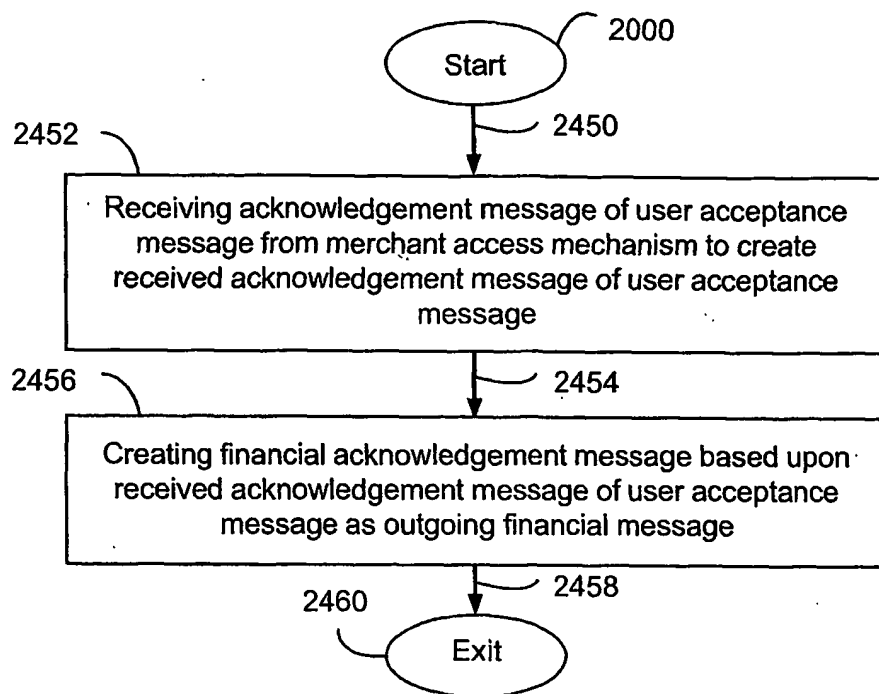 2000
Start
2450
2452
Receiving acknowledgement message of user acceptance
message from merchant access mechanism to create
received acknowledgement message of user acceptance
message
2454
2456
Creating financial acknowledgement message based upon
received acknowledgement message of user acceptance
message as outgoing financial message
2458
2460
Exit